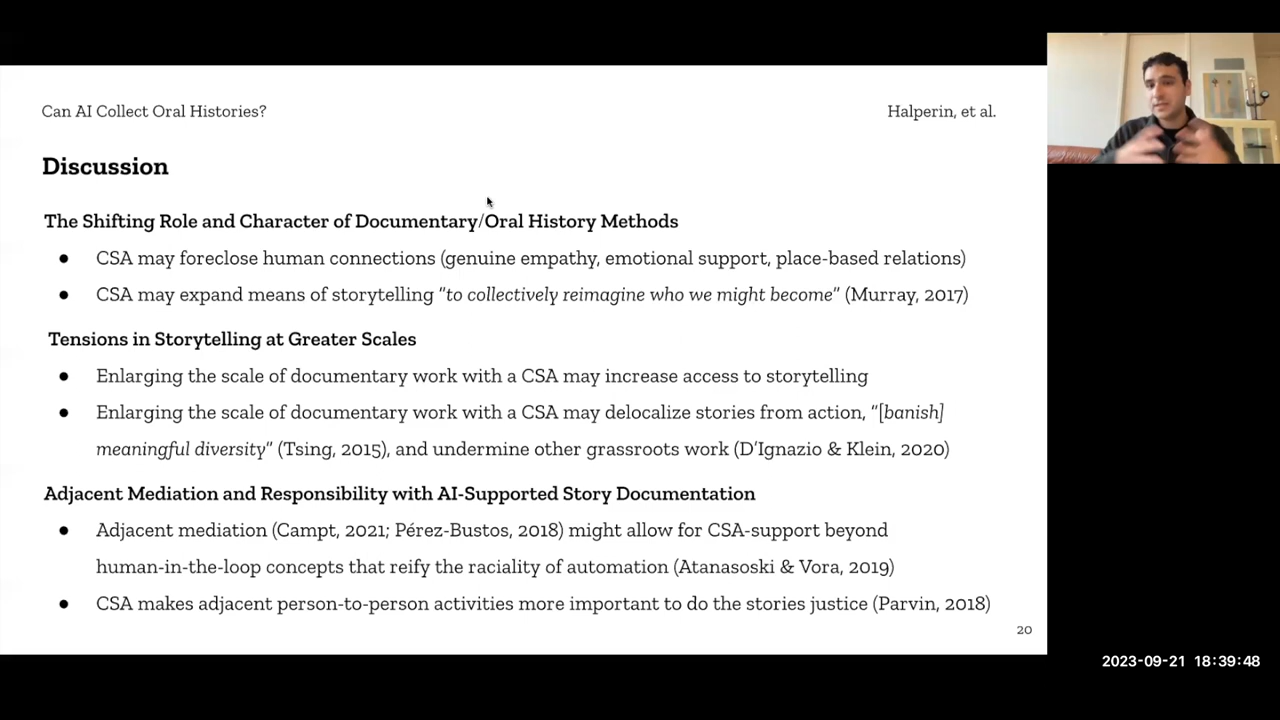 Can AI Collect Oral Histories?
Halperin, et al.
Discussion
The Shifting Role and Character of Documentary/Oral History Methods
● CSA may foreclose human connections (genuine empathy, emotional support, place-based relations)
● CSA may expand means of storytelling "to collectively reimagine who we might become" (Murray, 2017)
Tensions in Storytelling at Greater Scales
● Enlarging the scale of documentary work with a CSA may increase access to storytelling
● Enlarging the scale of documentary work with a CSA may delocalize stories from action, "[banish]
meaningful diversity" (Tsing, 2015), and undermine other grassroots work (D'Ignazio & Klein, 2020)
Adjacent Mediation and Responsibility with AI-Supported Story Documentation
● Adjacent mediation (Campt, 2021; Pérez-Bustos, 2018) might allow for CSA-support beyond
human-in-the-loop concepts that reify the raciality of automation (Atanasoski & Vora, 2019)
● CSA makes adjacent person-to-person activities more important to do the stories justice (Parvin, 2018)
20
2023-09-21 18:39:48